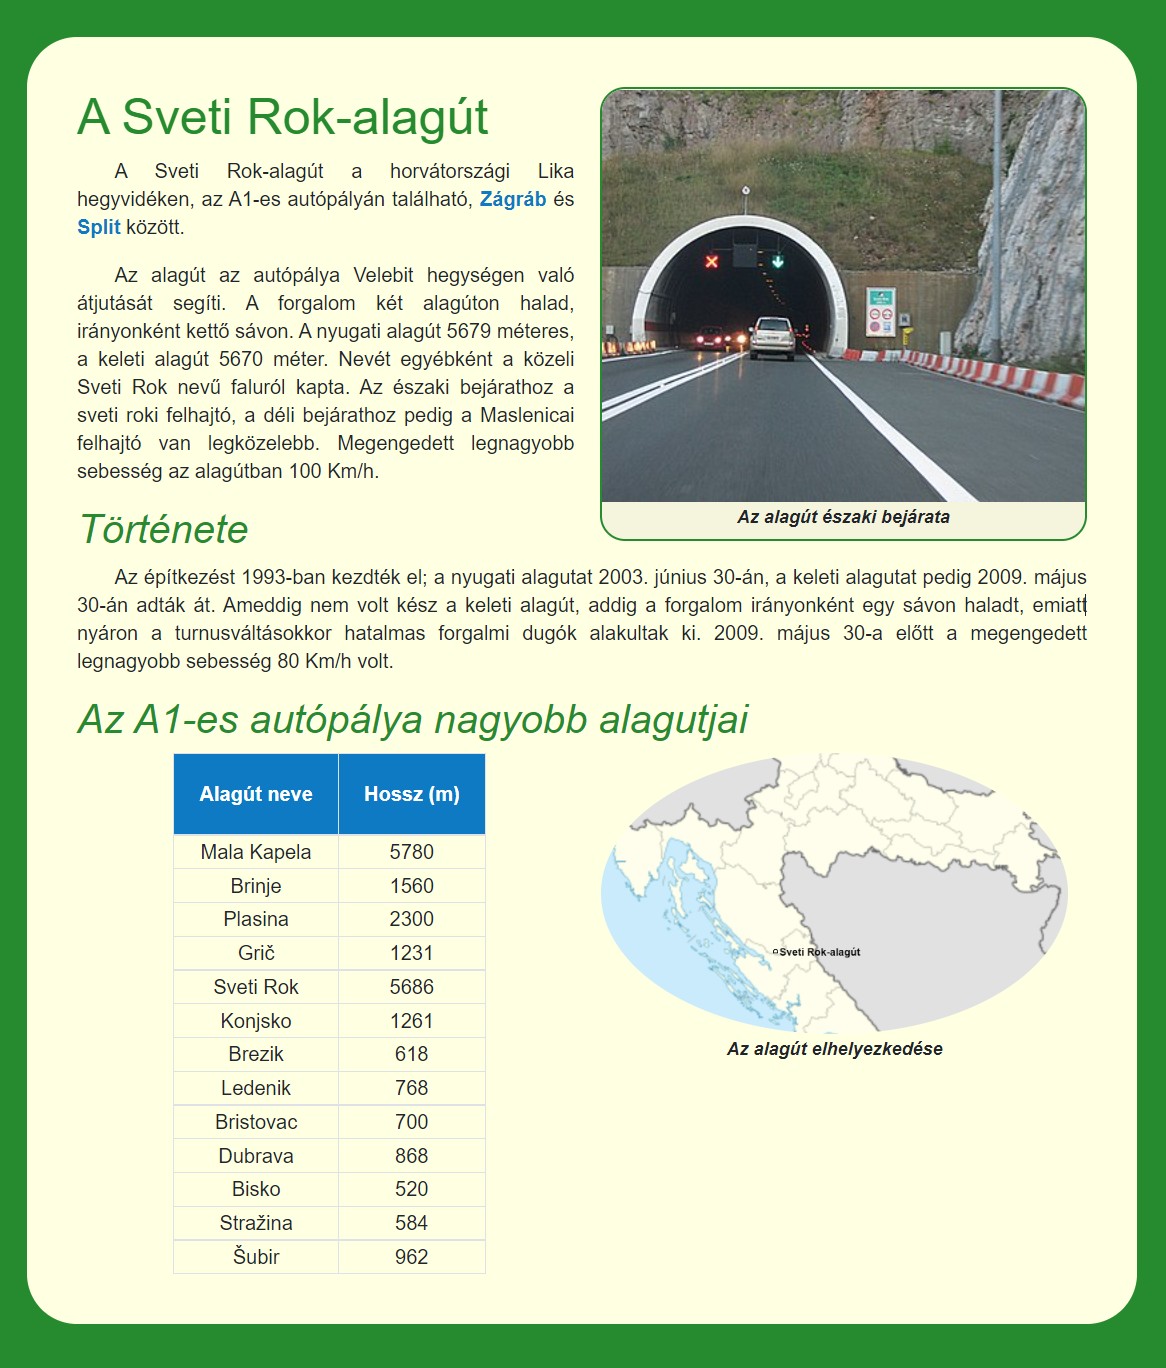 A Sveti Rok-alagút
A Sveti Rok-alagút a horvátországi Lika
hegyvidéken, az A1-es autópályán található, Zágráb és
Split között.
Az alagút az autópálya Velebit hegységen való
átjutását segíti. A forgalom két alagúton halad,
irányonként kettő sávon. A nyugati alagút 5679 méteres,
a keleti alagút 5670 méter. Nevét egyébként a közeli
Sveti Rok nevű faluról kapta. Az északi bejárathoz a
sveti roki felhajtó, a déli bejárathoz pedig a Maslenicai
felhajtó van legközelebb. Megengedett legnagyobb
sebesség az alagútban 100 Km/h.
Az alagút északi bejárata
Története
Az építkezést 1993-ban kezdték el; a nyugati alagutat 2003. június 30-án, a keleti alagutat pedig 2009. május
30-án adták át. Ameddig nem volt kész a keleti alagút, addig a forgalom irányonként egy sávon haladt, emiatt
nyáron a turnusváltásokkor hatalmas forgalmi dugók alakultak ki. 2009. május 30-a előtt a megengedett
legnagyobb sebesség 80 Km/h volt.
Az A1-es autópálya nagyobb alagutjai
Alagút neve Hossz (m)
Mala Kapela 5780
Brinje 1560
Plasina 2300
Grič 1231
Sveti Rok 5686
Konjsko 1261
Brezik 618
Ledenik 768
Bristovac 700
Dubrava 868
Bisko 520
Stražina 584
Šubir 962
Sveti Rok-alagút
Az alagút elhelyezkedése